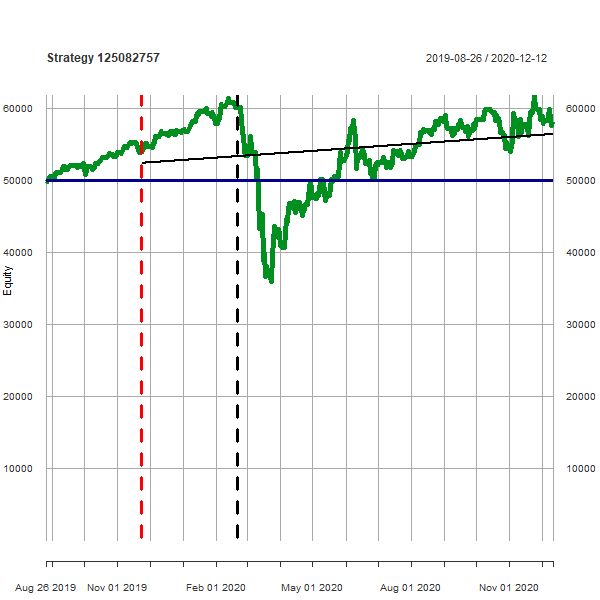 Strategy 125082757
2019-08-26 / 2020-12-12
60000
60000
50000
50000
40000
40000
30000
30000
20000
20000
10000
10000
Equity
Aug 26 2019
Nov 01 2019
Feb 01 2020
May 01 2020
Aug 01 2020
Nov 01 2020